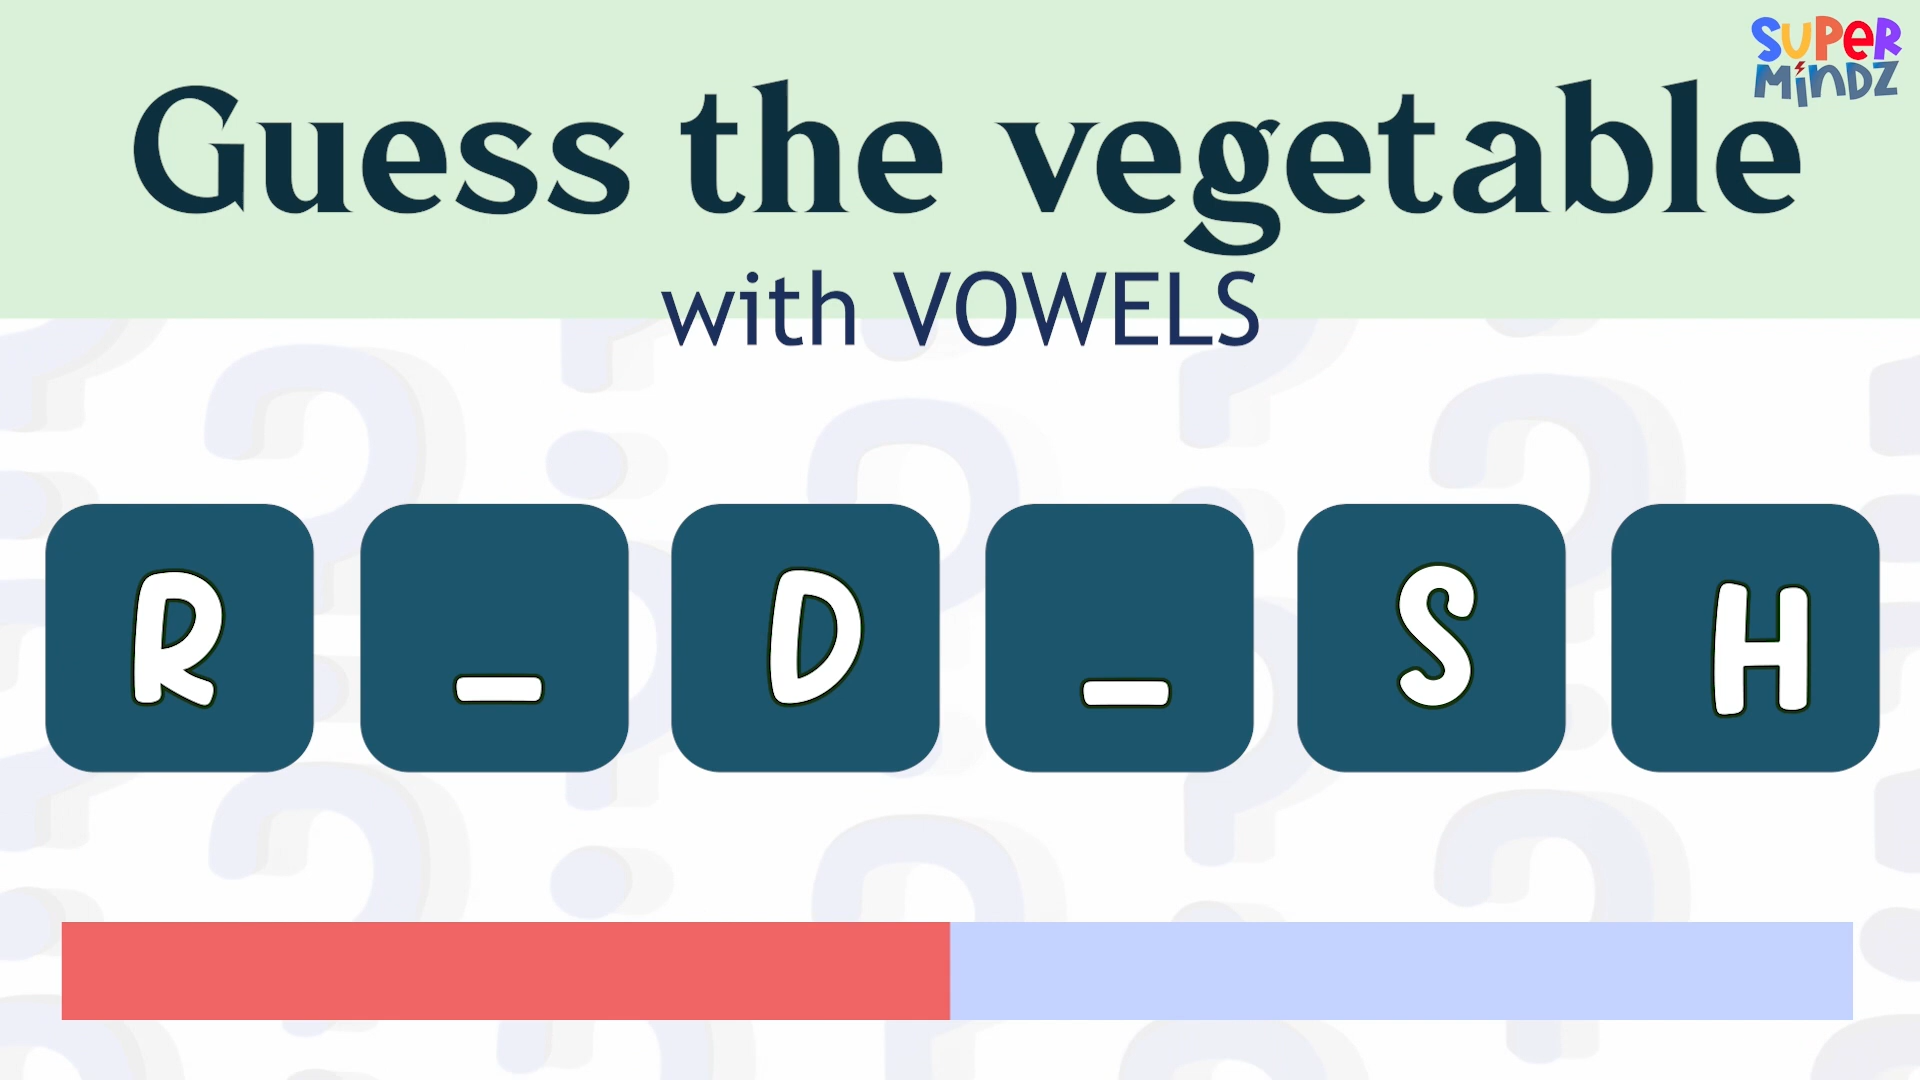 SUPER
MINDZ
Guess the vegetable
with VOWELS
R _ D _ S H